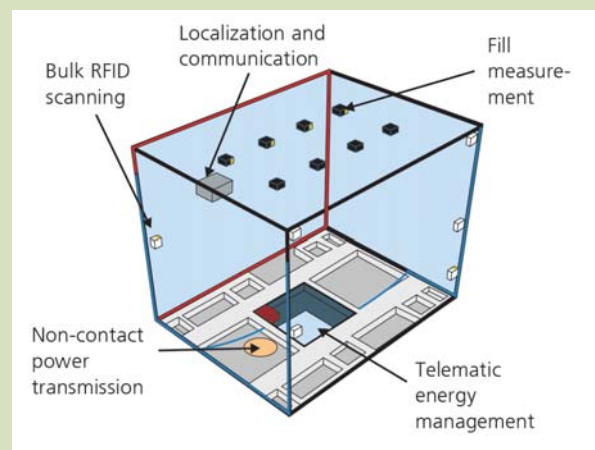 Localization and
communication
Fill
measure-
ment
Bulk RFID
scanning
Non-contact
power
transmission
Telematic
energy
management